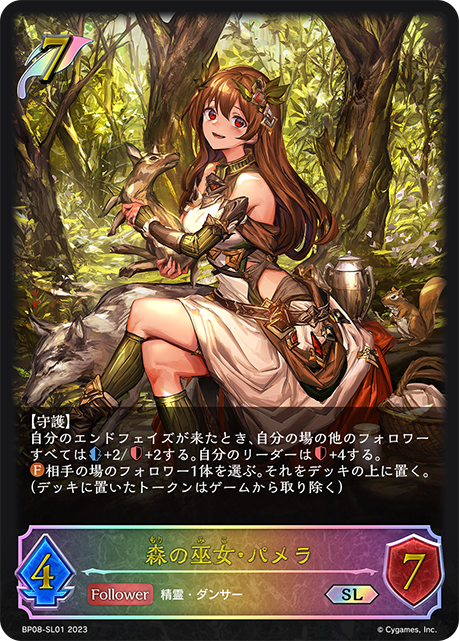 7
【守護】
自分のエンドフェイズが来たとき、自分の場の他のフォロワー
すべては+2/+2する。自分のリーダーは+4する。
F相手の場のフォロワー1体を選ぶ。それをデッキの上に置く。
(デッキに置いたトークンはゲームから取り除く)
もり みこ
森の巫女・パメラ
4
Follower 精霊・ダンサー SL
7
BP08-SL01 2023 © Cygames, Inc.